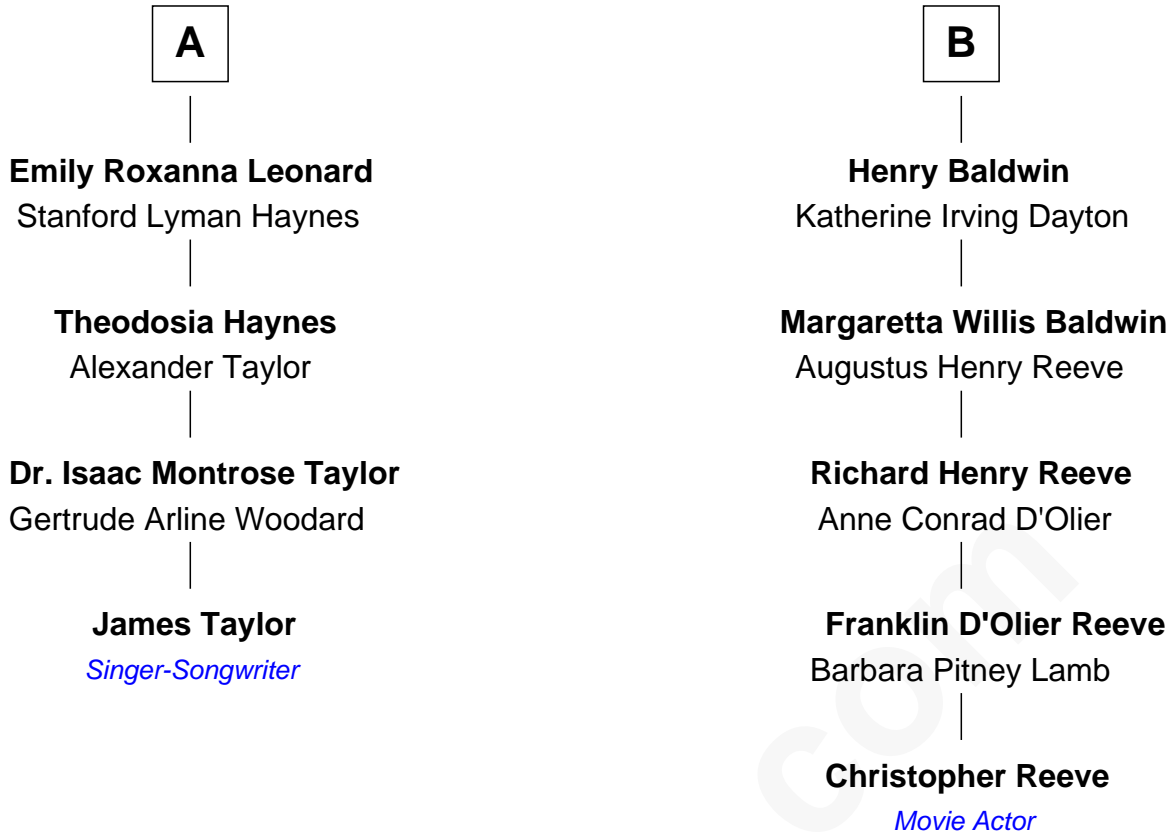 A
Emily Roxanna Leonard
Stanford Lyman Haynes
Theodosia Haynes
Alexander Taylor
Dr. Isaac Montrose Taylor
Gertrude Arline Woodard
James Taylor
Singer-Songwriter
B
Henry Baldwin
Katherine Irving Dayton
Margaretta Willis Baldwin
Augustus Henry Reeve
Richard Henry Reeve
Anne Conrad D'Olier
Franklin D'Olier Reeve
Barbara Pitney Lamb
Christopher Reeve
Movie Actor
com